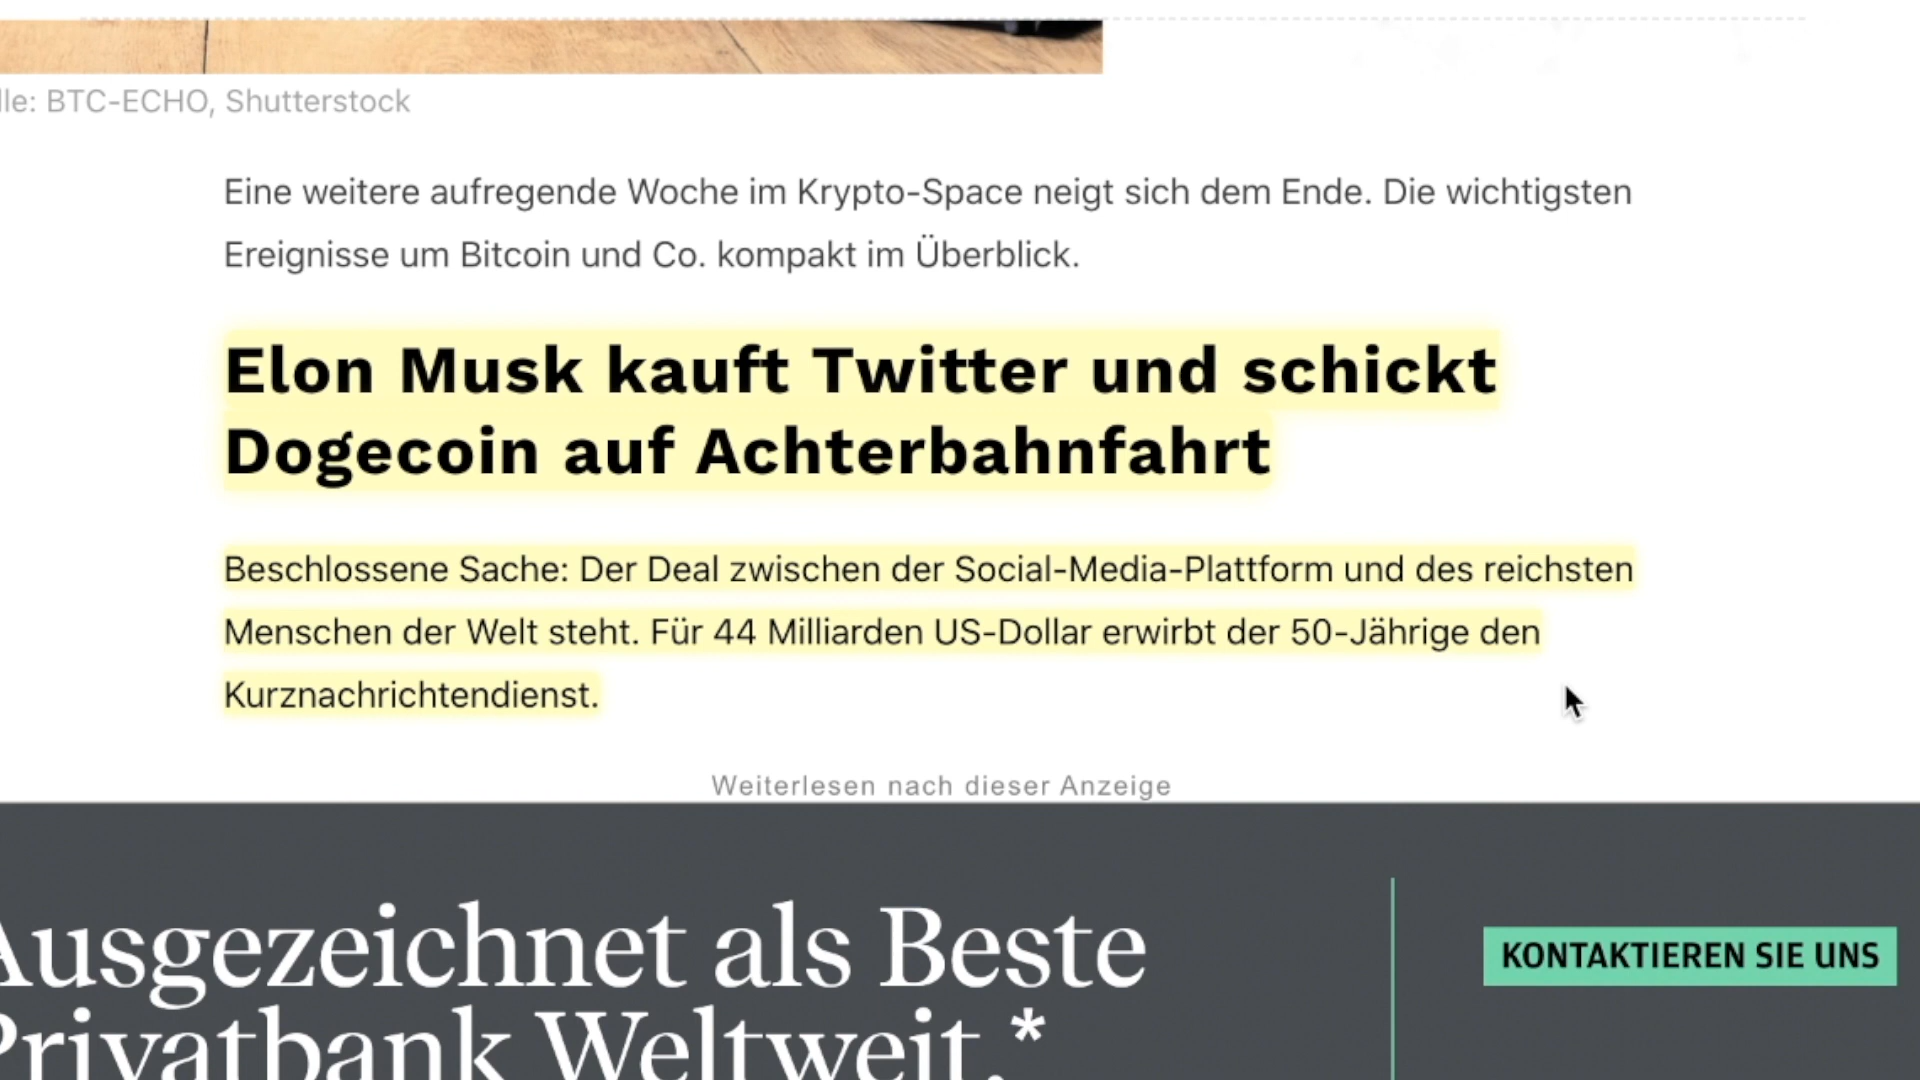 lle: BTC-ECHO, Shutterstock
Eine weitere aufregende Woche im Krypto-Space neigt sich dem Ende. Die wichtigsten
Ereignisse um Bitcoin und Co. kompakt im Überblick.
Elon Musk kauft Twitter und schickt
Dogecoin auf Achterbahnfahrt
Beschlossene Sache: Der Deal zwischen der Social-Media-Plattform und des reichsten
Menschen der Welt steht. Für 44 Milliarden US-Dollar erwirbt der 50-Jährige den
Kurznachrichtendienst.
Weiterlesen nach dieser Anzeige
Ausgezeichnet als Beste
Privatbank Weltweit.*
KONTAKTIEREN SIE UNS